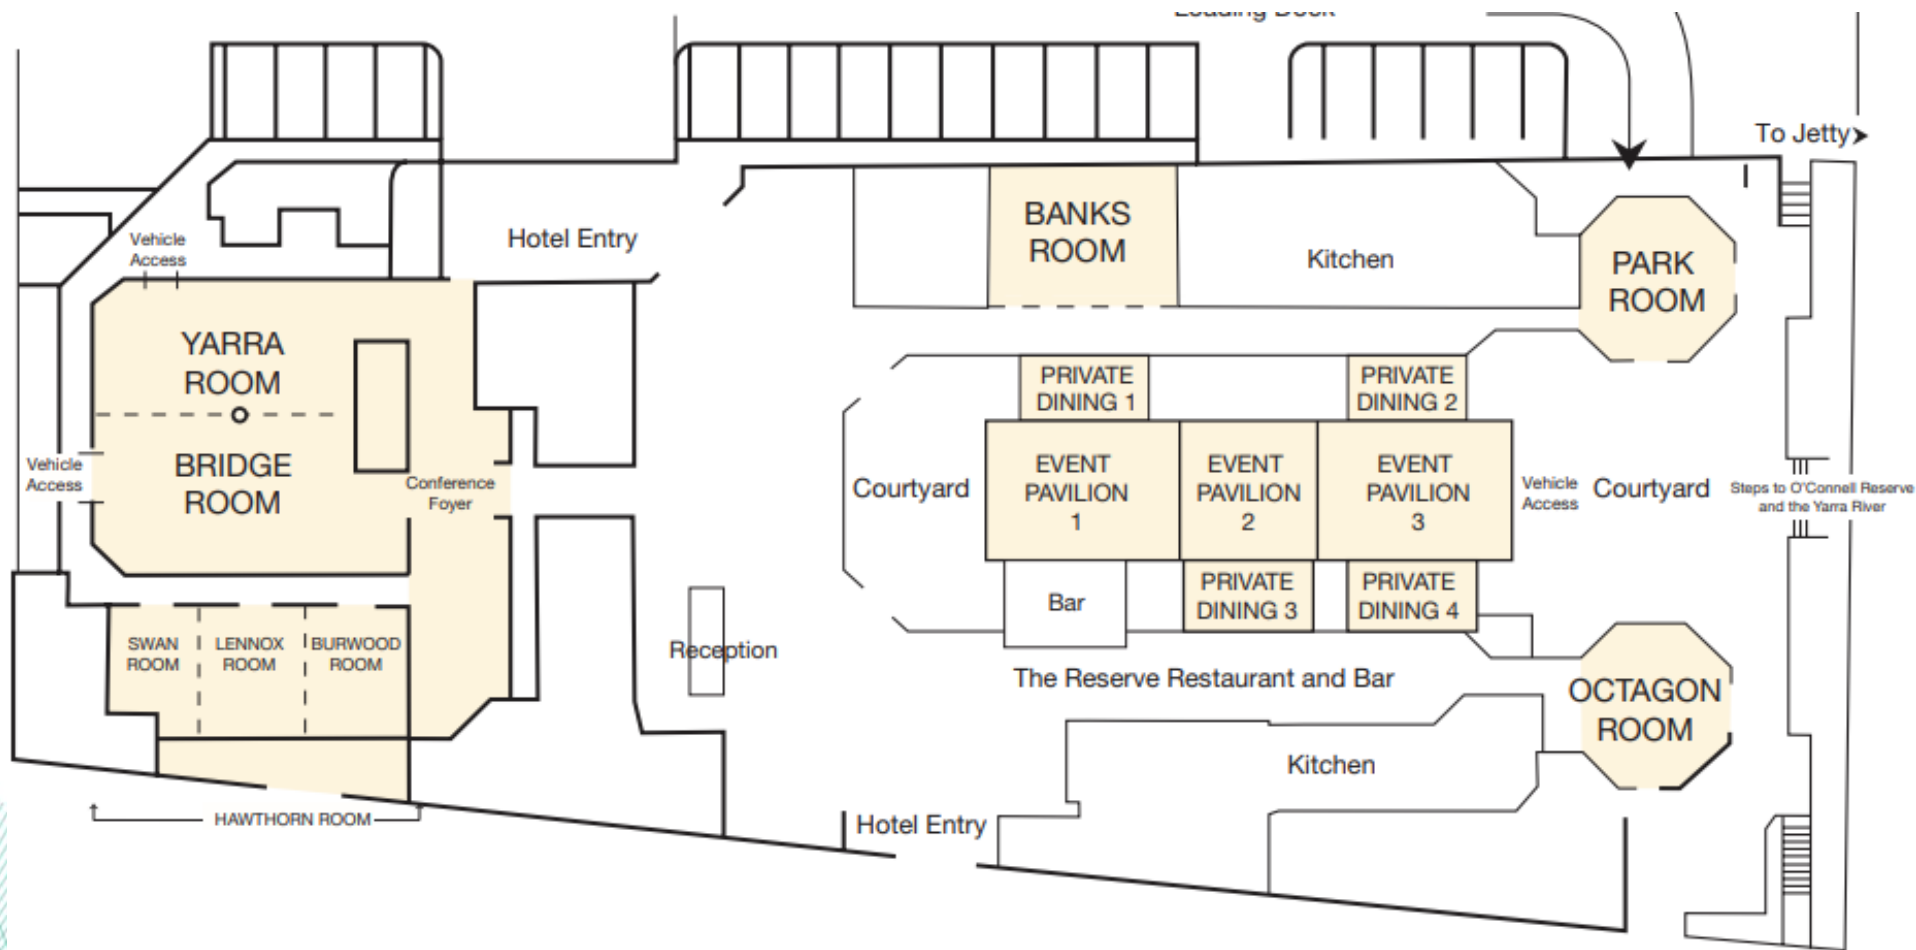 Loading Dock
To Jetty
Hotel Entry
Vehicle
Access
BANKS
ROOM
Kitchen
PARK
ROOM
YARRA
ROOM
PRIVATE
DINING 1
PRIVATE
DINING 2
BRIDGE
ROOM
Vehicle
Access
Conference
Foyer
Courtyard
EVENT
PAVILION
1
EVENT
PAVILION
2
EVENT
PAVILION
3
Vehicle
Access
Courtyard
Steps to O'Connell Reserve
and the Yarra River
Bar
PRIVATE
DINING 3
PRIVATE
DINING 4
SWAN
ROOM
LENNOX
ROOM
BURWOOD
ROOM
Reception
The Reserve Restaurant and Bar
OCTAGON
ROOM
Kitchen
HAWTHORN ROOM
Hotel Entry